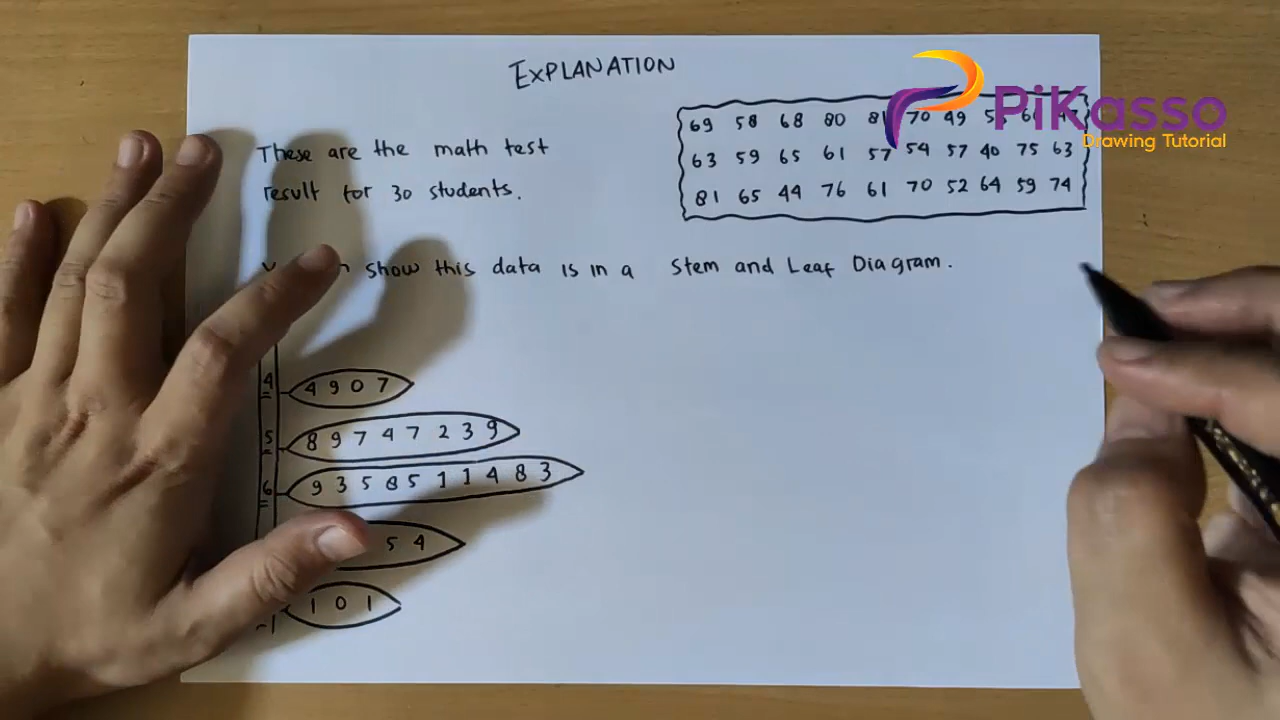 EXPLANATION
These are the math test
result for 30 students.
69 58 68 80 81 70 49
63 59 65 61 57 54 57 40 75 63
81 65 44 76 61 70 52 64 59 74
PiKasso
Drawing Tutorial
show this data is in a stem and Leaf Diagram.
4 4 9 0 7
5 8 9 7 4 7 2 3 9
6 9 3 5 8 5 1 1 4 8 3
5 4
1 0 1